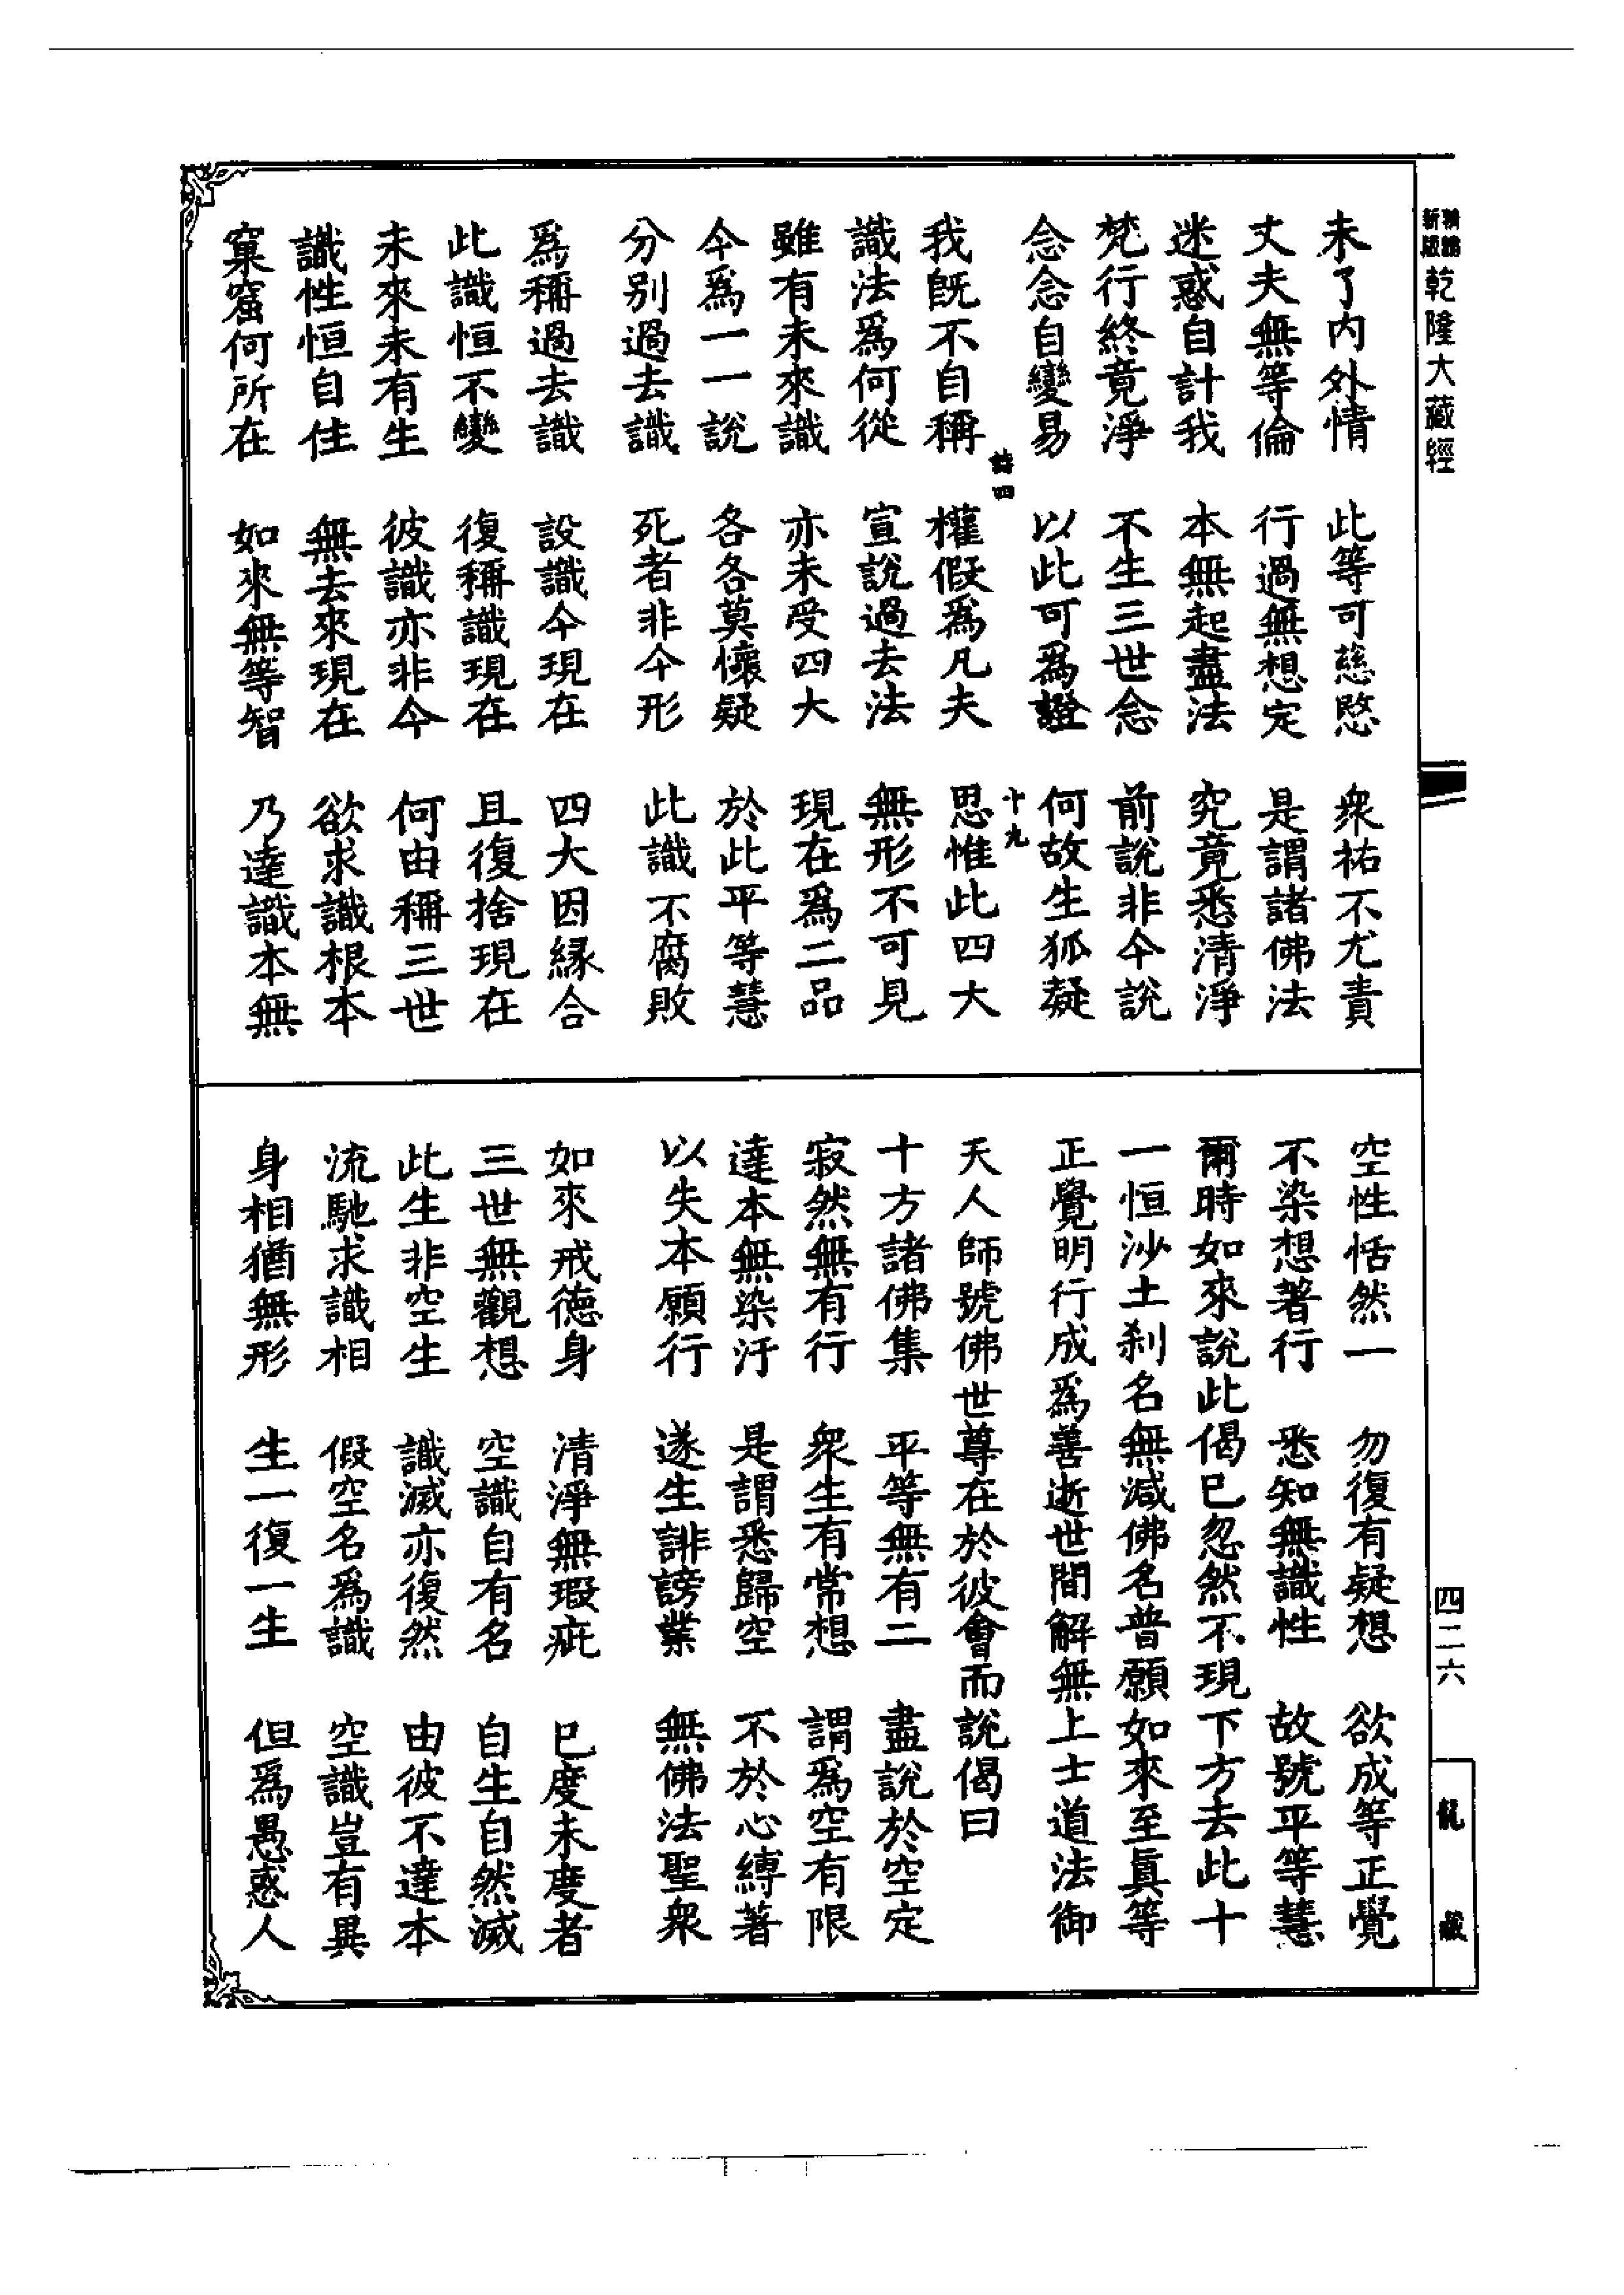 新編縮版乾隆大藏經
未了內外情　此等可慈愍　衆祐不尤責
丈夫無等倫　行過無想定　是謂諸佛法
迷惑自計我　本無起盡法　究竟悉清淨
梵行終竟淨　不生三世念　前說非今說
念念自變易　以此可爲證　何故生狐疑
四　十九
我旣不自稱　權假爲凡夫　思惟此四大
識法爲何從　宣說過去法　無形不可見
雖有未來識　亦未受四大　現在爲二品
今爲一一說　各各莫懷疑　於此平等慧
分別過去識　死者非今形　此識不腐敗
爲稱過去識　設識今現在　四大因緣合
此識恒不變　復稱識現在　且復捨現在
未來未有生　彼識亦非今　何由稱三世
識性恒自住　無去來現在　欲求識根本
窠窟何所在　如來無等智　乃達識本無
空性恬然一　勿復有疑想　欲成等正覺
不染想著行　悉知無識性　故號平等慧
爾時如來說此偈已忽然不現下方去此十
一恒沙土刹名無減佛名普願如來至眞等
正覺明行成爲善逝世間解無上士道法御
天人師號佛世尊在於彼會而說偈曰
十方諸佛集　平等無有二　盡說於空定
寂然無有行　衆生有常想　謂爲空有限
達本無染汙　是謂悉歸空　不於心縛著
以失本願行　遂生誹謗業　無佛法聖衆
如來戒德身　清淨無瑕疵　已度未度者
三世無觀想　空識自有名　自生自然滅
此生非空生　識滅亦復然　由彼不達本
流馳求識相　假空名爲識　空識豈有異
身相猶無形　生一復一生　但爲愚惑人
四二六
龍藏